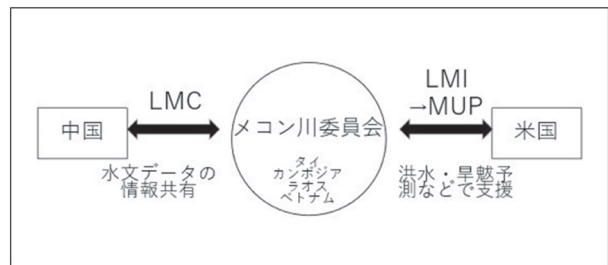 中国
LMC
水文データの
情報共有
メコン川委員会
タイ
カンボジア
ラオス
ベトナム
LMI
→MUP
洪水・旱魃予
測などで支援
米国